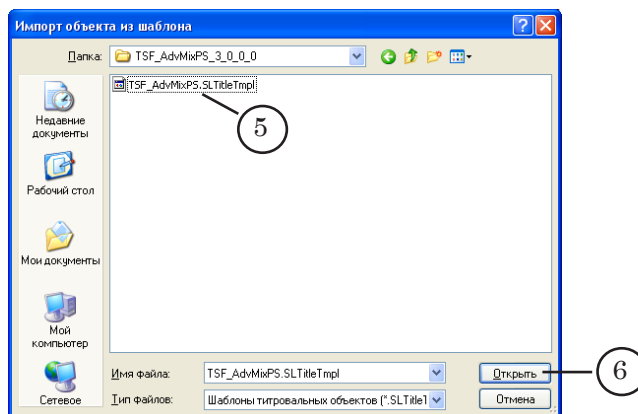 Импорт объекта из шаблона
Папка: TSF_AdvMixPS_3_0_0_0
TSF_AdvMixPS.SLTitleTmpl
5
Недавние
документы
Рабочий стол
Мои документы
Мой
компьютер
Сетевое
Имя файла: TSF_AdvMixPS.SLTitleTmpl
Открыть
6
Тип файлов: Шаблоны титровальных объектов (*.SLTitleT
Отмена